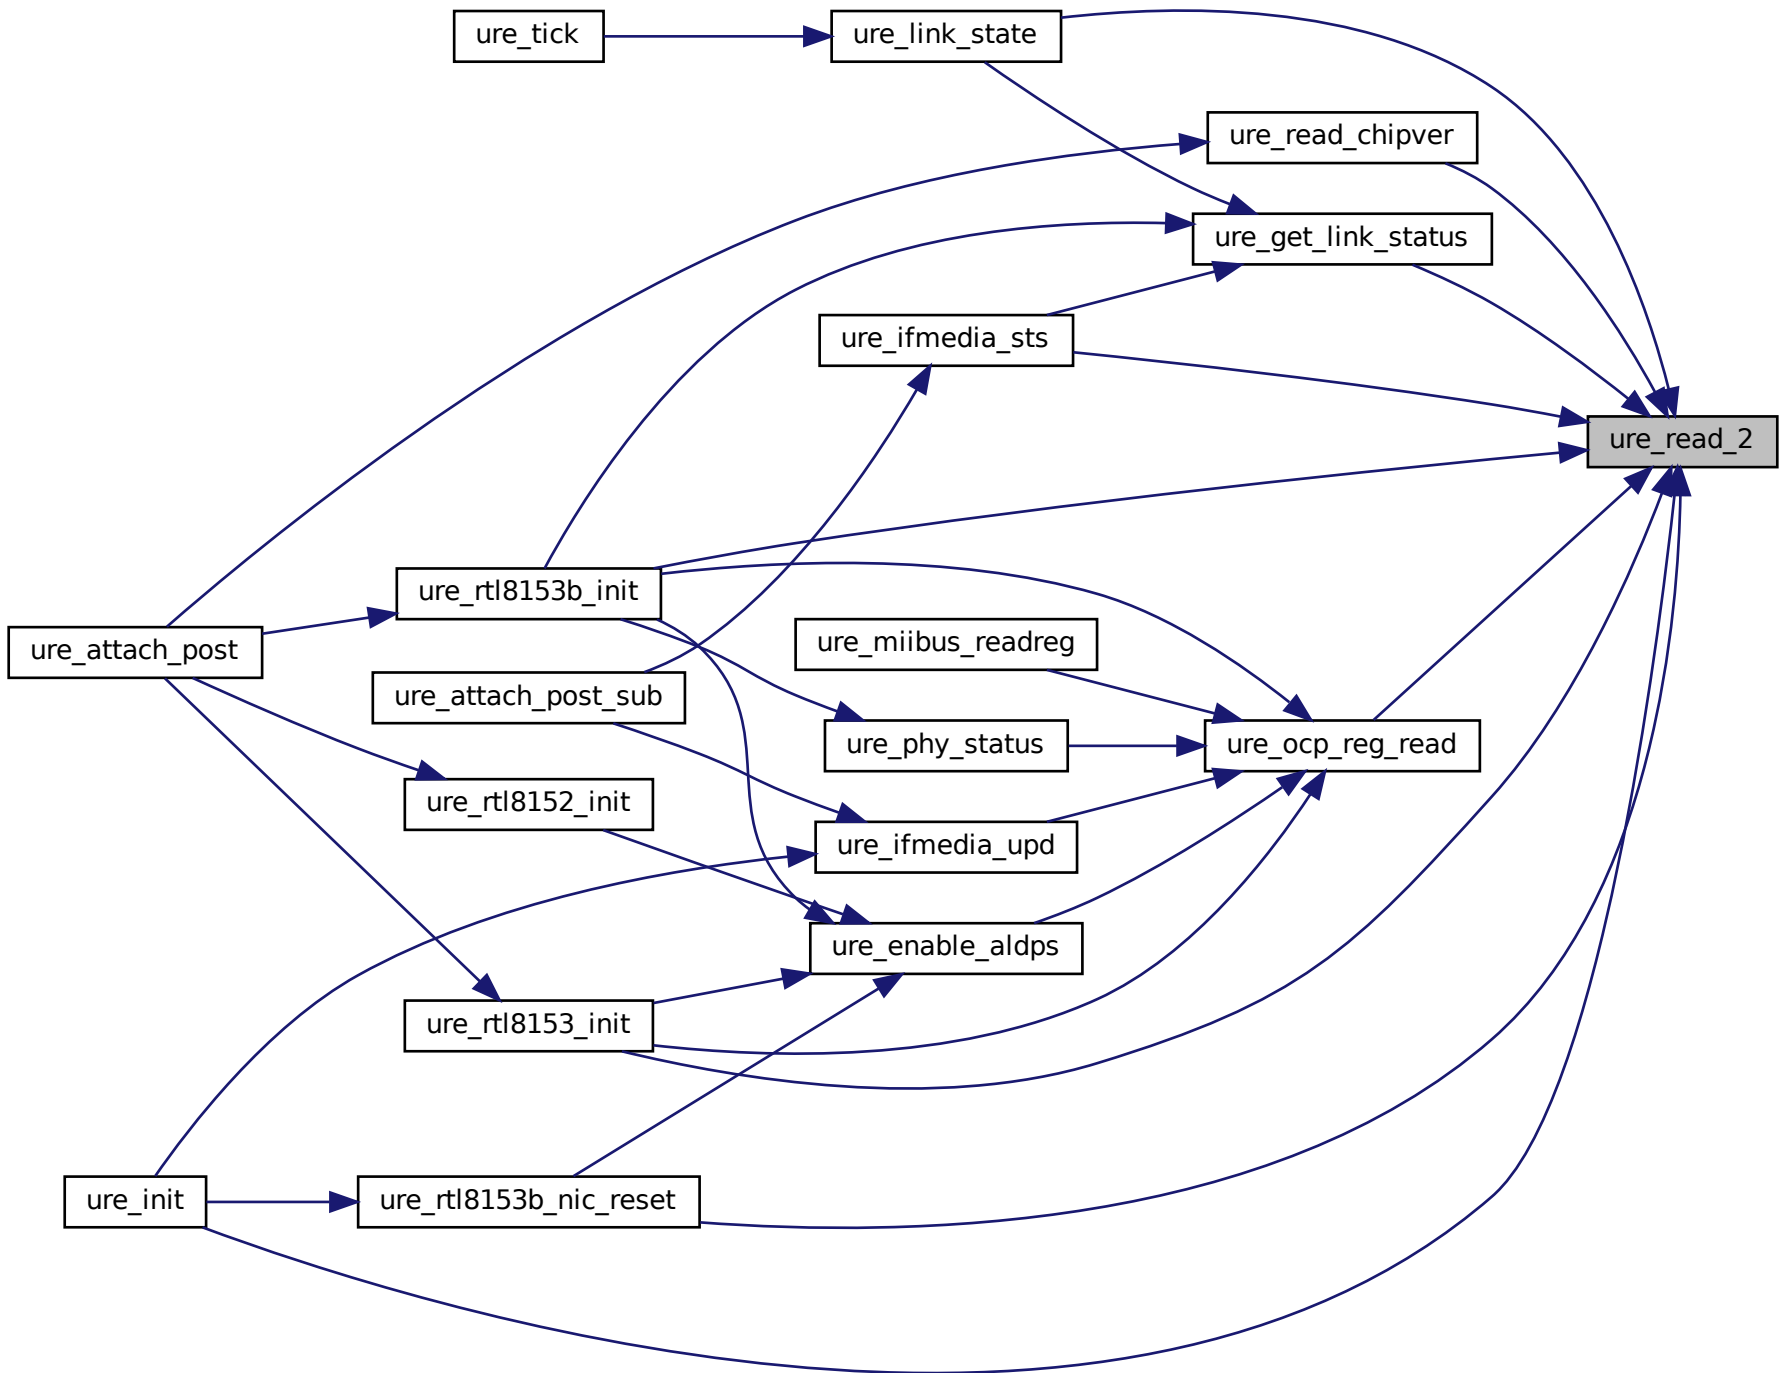 ure_tick
ure_link_state
ure_read_chipver
ure_get_link_status
ure_ifmedia_sts
ure_read_2
ure_rtl8153b_init
ure_attach_post
ure_miibus_readreg
ure_attach_post_sub
ure_phy_status
ure_ocp_reg_read
ure_rtl8152_init
ure_ifmedia_upd
ure_enable_aldps
ure_rtl8153_init
ure_init
ure_rtl8153b_nic_reset